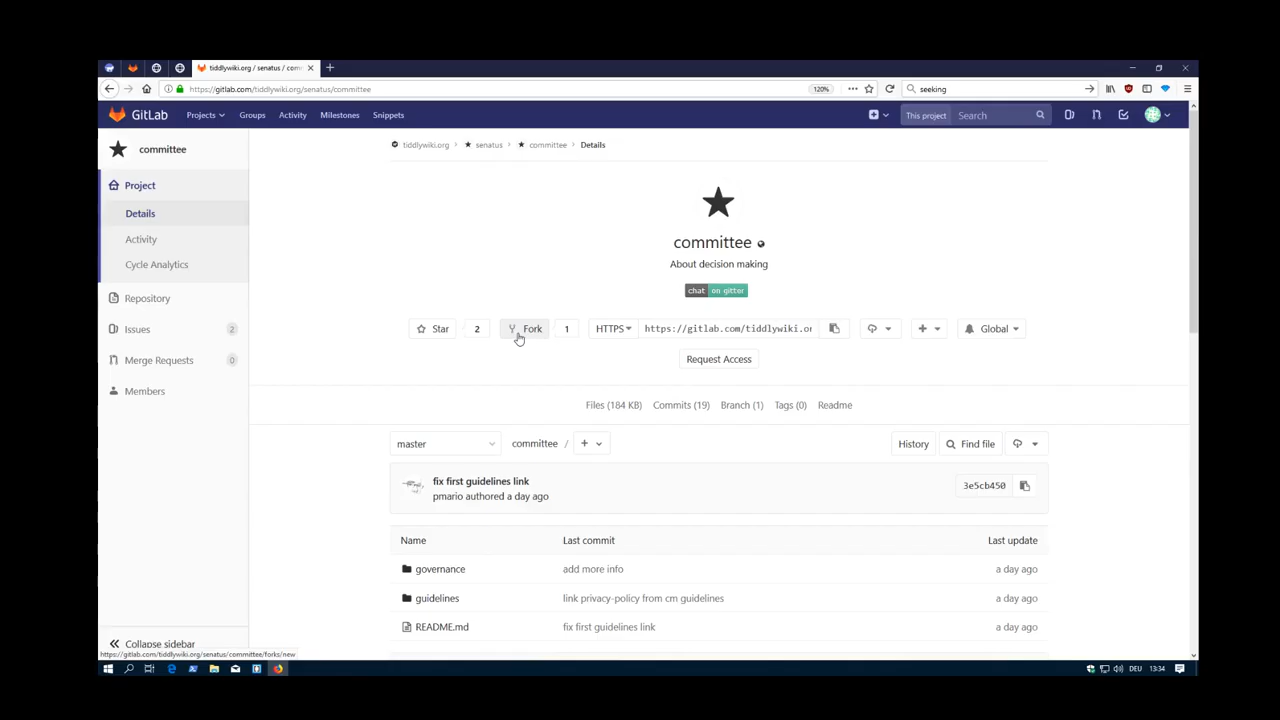 tiddlywiki.org / senatus / com
https://gitlab.com/tiddlywiki.org/senatus/committee
120%
seeking
GitLab Projects Groups Activity Milestones Snippets This project Search
committee
tiddlywiki.org > senatus > committee > Details
Project
Details
Activity
Cycle Analytics
Repository
Issues 2
Merge Requests 0
Members
Collapse sidebar
committee
About decision making
chat on gitter
Star 2 Fork 1 HTTPS https://gitlab.com/tiddlywiki.or Global
Request Access
Files (184 KB) Commits (19) Branch (1) Tags (0) Readme
master committee / + History Find file
fix first guidelines link
pmario authored a day ago
3e5cb450
Name Last commit Last update
governance add more info a day ago
guidelines link privacy-policy from cm guidelines a day ago
README.md fix first guidelines link a day ago
https://gitlab.com/tiddlywiki.org/senatus/committee/forks/new
DEU 13:34